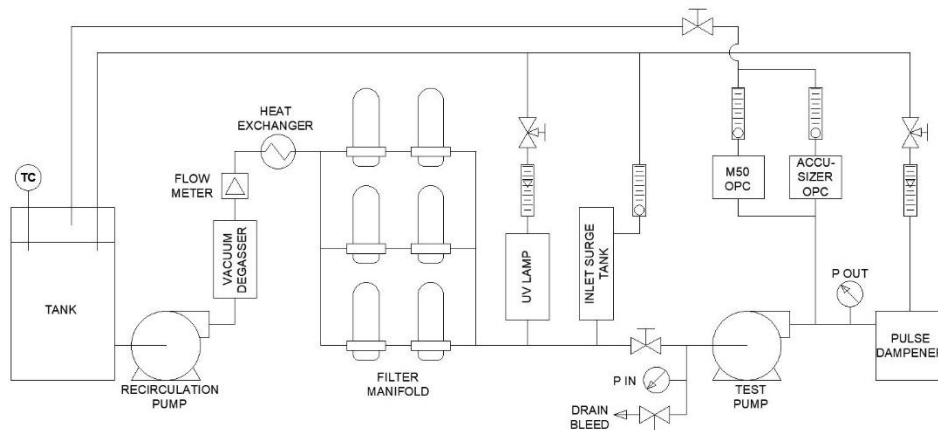 HEAT
EXCHANGER
TC
FLOW
METER
VACUUM
DEGASSER
TANK
RECIRCULATION
PUMP
FILTER
MANIFOLD
UV LAMP
INLET SURGE
TANK
M50
OPC
ACCU-
SIZER
OPC
P OUT
P IN
DRAIN
BLEED
TEST
PUMP
PULSE
DAMPENER